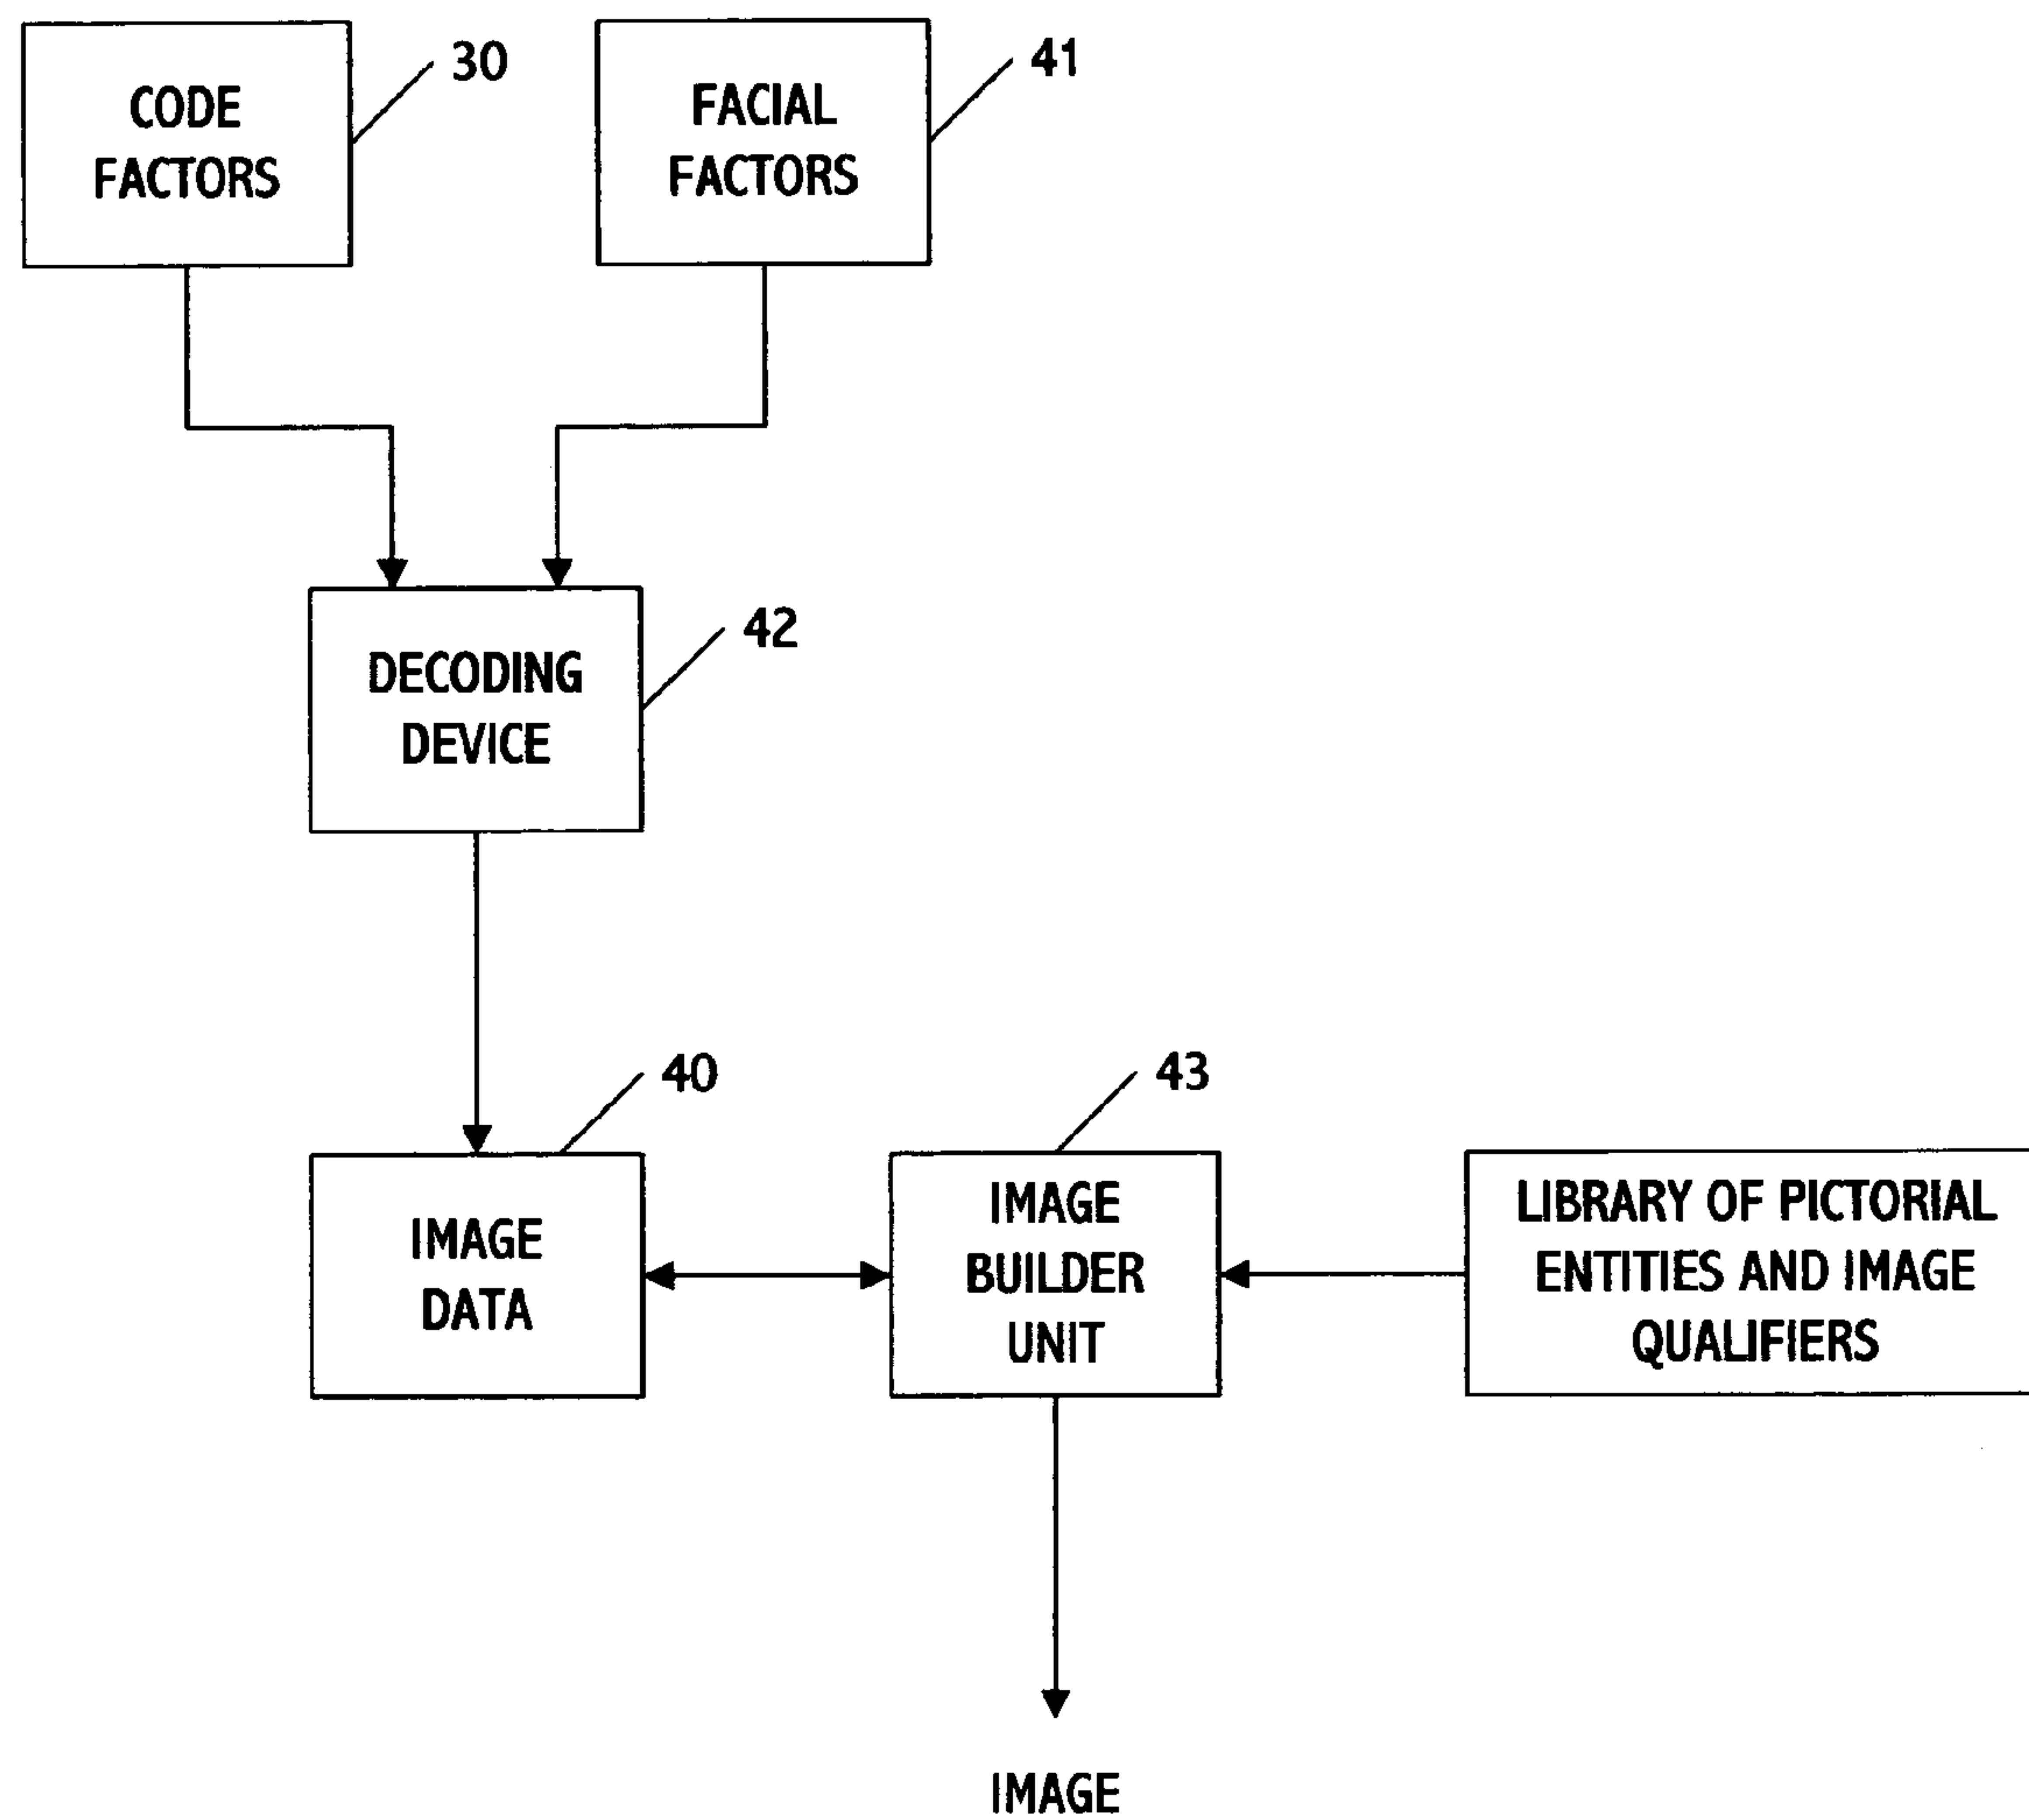 CODE
FACTORS
30
FACIAL
FACTORS
41
DECODING
DEVICE
42
40
IMAGE
DATA
43
IMAGE
BUILDER
UNIT
LIBRARY OF PICTORIAL
ENTITIES AND IMAGE
QUALIFIERS
IMAGE